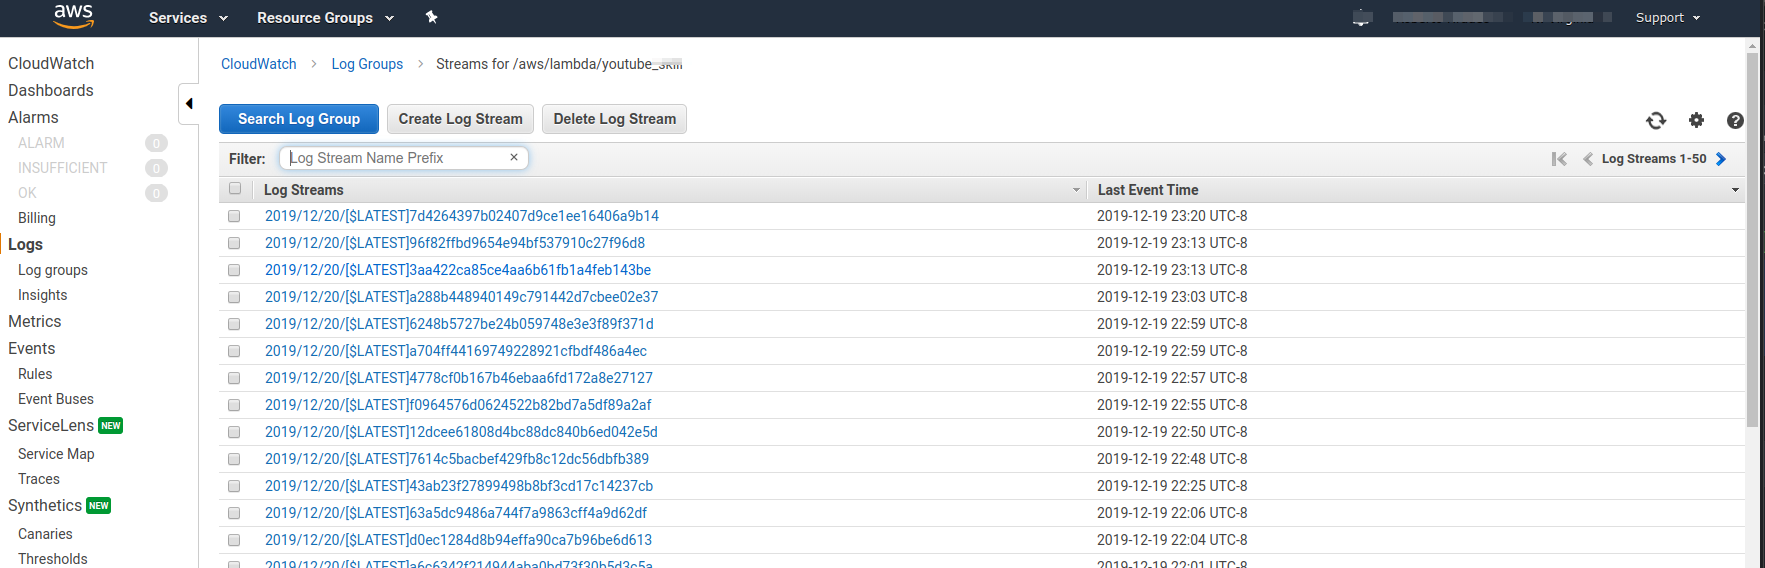 aws Services Resource Groups Support
CloudWatch
Dashboards
Alarms
ALARM 0
INSUFFICIENT 0
OK 0
Billing
Logs
Log groups
Insights
Metrics
Events
Rules
Event Buses
ServiceLens NEW
Service Map
Traces
Synthetics NEW
Canaries
Thresholds
CloudWatch > Log Groups > Streams for /aws/lambda/youtube_skill
Search Log Group Create Log Stream Delete Log Stream
Filter: Log Stream Name Prefix × Log Streams 1-50
Log Streams Last Event Time
2019/12/20/[$LATEST]7d4264397b02407d9ce1ee16406a9b14 2019-12-19 23:20 UTC-8
2019/12/20/[$LATEST]96f82ffbd9654e94bf537910c27f96d8 2019-12-19 23:13 UTC-8
2019/12/20/[$LATEST]3aa422ca85ce4aa6b61fb1a4feb143be 2019-12-19 23:13 UTC-8
2019/12/20/[$LATEST]a288b448940149c791442d7cbee02e37 2019-12-19 23:03 UTC-8
2019/12/20/[$LATEST]6248b5727be24b059748e3e3f89f371d 2019-12-19 22:59 UTC-8
2019/12/20/[$LATEST]a704ff44169749228921cfbdf486a4ec 2019-12-19 22:59 UTC-8
2019/12/20/[$LATEST]4778cf0b167b46ebaa6fd172a8e27127 2019-12-19 22:57 UTC-8
2019/12/20/[$LATEST]f0964576d0624522b82bd7a5df89a2af 2019-12-19 22:55 UTC-8
2019/12/20/[$LATEST]12dcee61808d4bc88dc840b6ed042e5d 2019-12-19 22:50 UTC-8
2019/12/20/[$LATEST]7614c5bacbef429fb8c12dc56dbfb389 2019-12-19 22:48 UTC-8
2019/12/20/[$LATEST]43ab23f27899498b8bf3cd17c14237cb 2019-12-19 22:25 UTC-8
2019/12/20/[$LATEST]63a5dc9486a744f7a9863cff4a9d62df 2019-12-19 22:06 UTC-8
2019/12/20/[$LATEST]d0ec1284d8b94effa90ca7b96be6d613 2019-12-19 22:04 UTC-8
2019/12/20/[$LATEST]a6c6342f214944aba0bd73f30b5d3c5a 2019-12-19 22:01 UTC-8